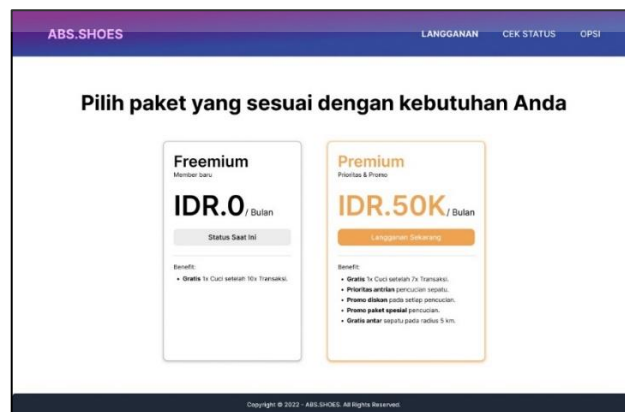 ABS.SHOES
LANGGANAN CEK STATUS OPSI
Pilih paket yang sesuai dengan kebutuhan Anda
Freemium
Member baru
IDR.0 / Bulan
Status Saat Ini
Benefit:
• Gratis 1x Cuci setelah 10x Transaksi.
Premium
Prioritas & Promo
IDR.50K / Bulan
Langganan Sekarang
Benefit:
• Gratis 1x Cuci setelah 7x Transaksi.
• Prioritas antrian pencucian sepatu.
• Promo diskon pada setiap pencucian.
• Promo paket spesial pencucian.
• Gratis antar sepatu pada radius 5 km.
Copyright © 2022 - ABS.SHOES. All Rights Reserved.